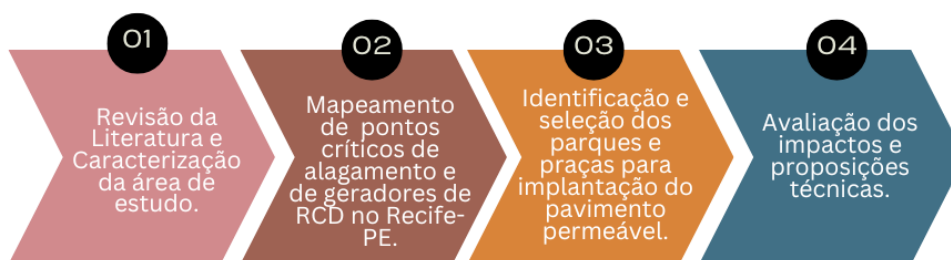 01
Revisão da
Literatura e
Caracterização
da área de
estudo.
02
Mapeamento
de pontos
críticos de
alagamento e
de geradores de
RCD no Recife-
PE.
03
Identificação e
seleção dos
parques e
praças para
implantação do
pavimento
permeável.
04
Avaliação dos
impactos e
proposições
técnicas.